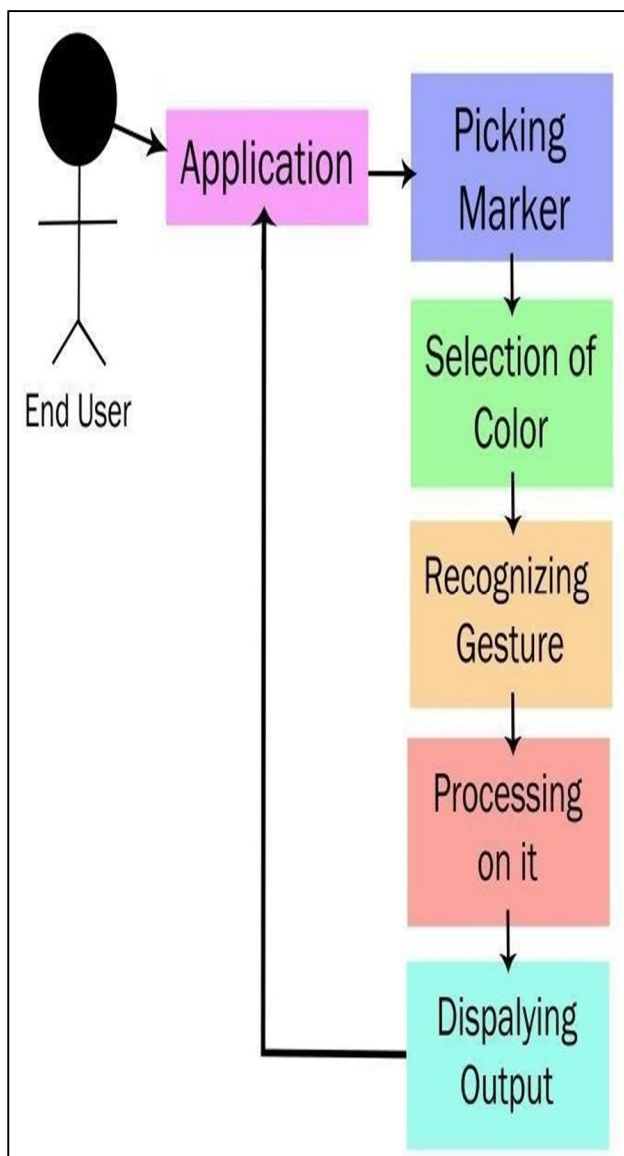 Application
Picking
Marker
End User
Selection of
Color
Recognizing
Gesture
Processing
on it
Dispalying
Output